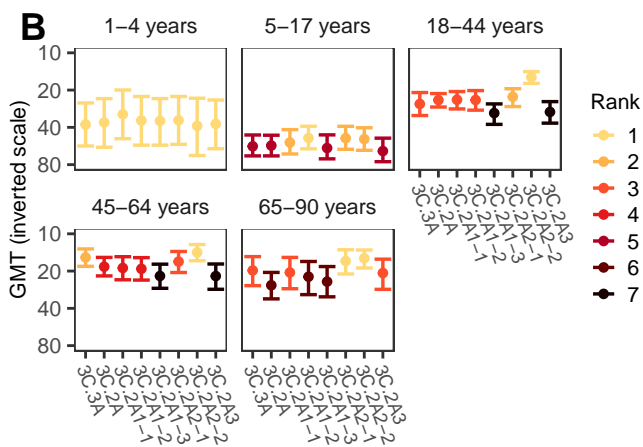 B
1–4 years
5–17 years
18–44 years
10
20
40
80
3C.3A
3C.2A
3C.2A1–1
3C.2A1–2
3C.2A1–3
3C.2A2–1
3C.2A2–2
3C.2A3
45–64 years
65–90 years
10
20
40
80
3C.3A
3C.2A
3C.2A1–1
3C.2A1–2
3C.2A1–3
3C.2A2–1
3C.2A2–2
3C.2A3
3C.3A
3C.2A
3C.2A1–1
3C.2A1–2
3C.2A1–3
3C.2A2–1
3C.2A2–2
3C.2A3
GMT (inverted scale)
Rank
1
2
3
4
5
6
7